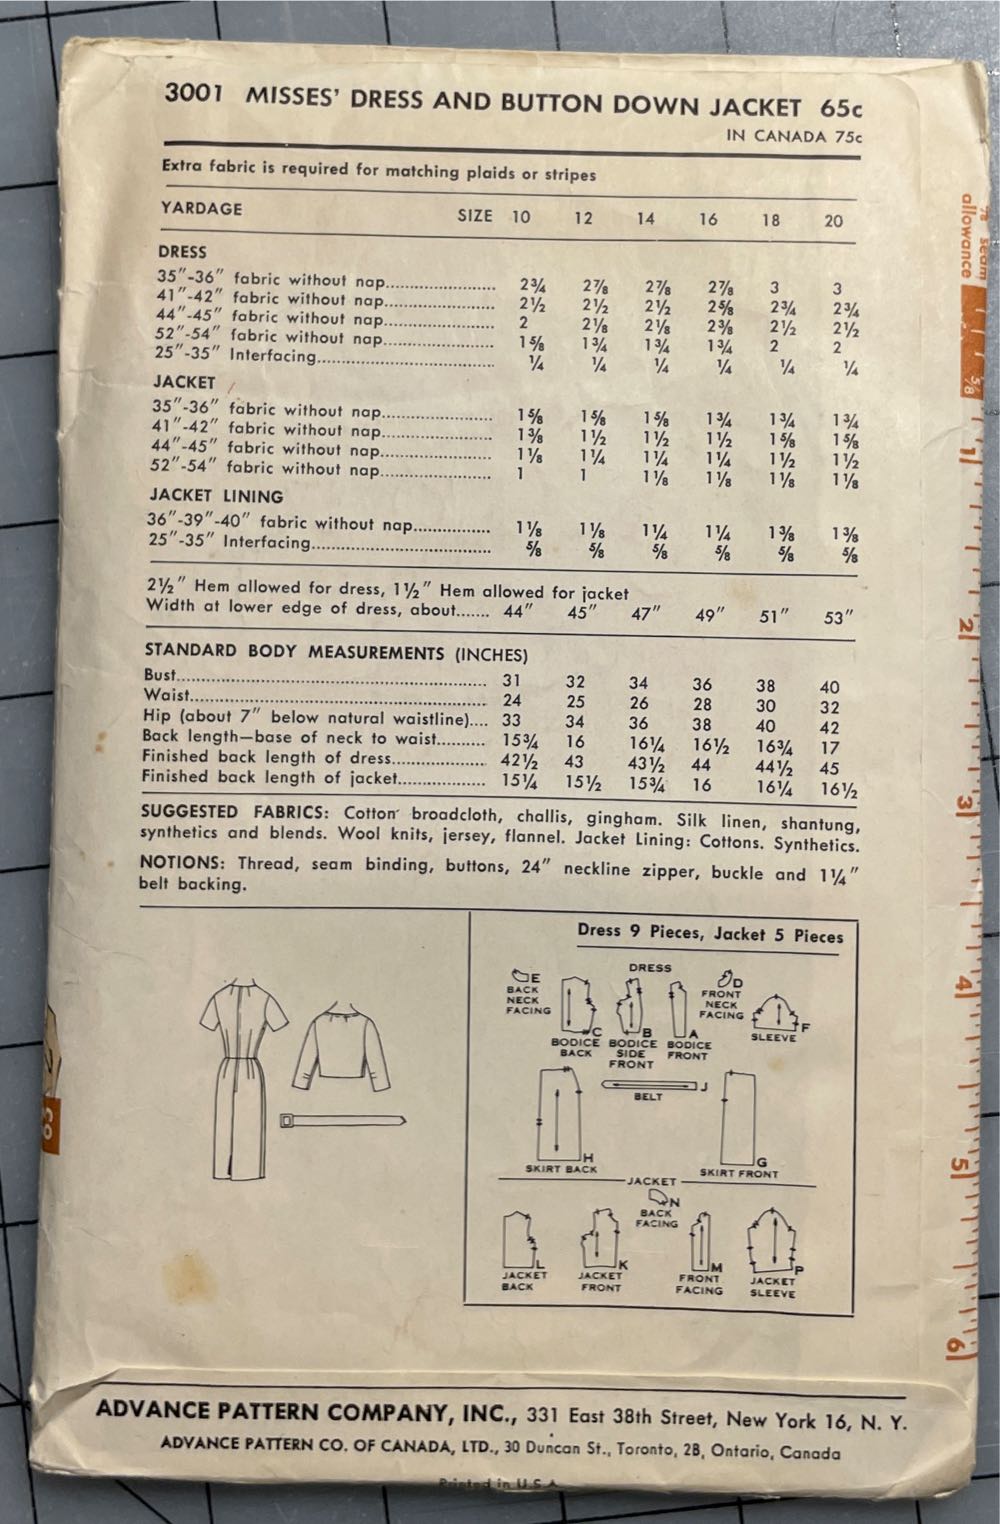 3001 MISSES' DRESS AND BUTTON DOWN JACKET 65c
IN CANADA 75c
Extra fabric is required for matching plaids or stripes
YARDAGE SIZE 10 12 14 16 18 20
DRESS
35"-36" fabric without nap........................ 2¾ 2⅞ 2⅞ 2⅞ 3 3
41"-42" fabric without nap........................ 2½ 2½ 2½ 2⅝ 2¾ 2¾
44"-45" fabric without nap........................ 2 2⅛ 2⅛ 2⅜ 2½ 2½
52"-54" fabric without nap........................ 1⅝ 1¾ 1¾ 1¾ 2 2
25"-35" Interfacing....................................... ¼ ¼ ¼ ¼ ¼ ¼
JACKET
35"-36" fabric without nap........................ 1⅝ 1⅝ 1⅝ 1¾ 1¾ 1¾
41"-42" fabric without nap........................ 1⅜ 1½ 1½ 1½ 1⅝ 1⅝
44"-45" fabric without nap........................ 1⅛ 1¼ 1¼ 1¼ 1½ 1½
52"-54" fabric without nap........................ 1 1 1⅛ 1⅛ 1⅛ 1⅛
JACKET LINING
36"-39"-40" fabric without nap................ 1⅛ 1⅛ 1¼ 1¼ 1⅜ 1⅜
25"-35" Interfacing....................................... ⅝ ⅝ ⅝ ⅝ ⅝ ⅝
2½" Hem allowed for dress, 1½" Hem allowed for jacket
Width at lower edge of dress, about....... 44" 45" 47" 49" 51" 53"
STANDARD BODY MEASUREMENTS (INCHES)
Bust.................................................................... 31 32 34 36 38 40
Waist.................................................................. 24 25 26 28 30 32
Hip (about 7" below natural waistline).... 33 34 36 38 40 42
Back length—base of neck to waist.......... 15¾ 16 16¼ 16½ 16¾ 17
Finished back length of dress.................... 42½ 43 43½ 44 44½ 45
Finished back length of jacket.................. 15¼ 15½ 15¾ 16 16¼ 16½
SUGGESTED FABRICS: Cotton broadcloth, challis, gingham. Silk linen, shantung,
synthetics and blends. Wool knits, jersey, flannel. Jacket Lining: Cottons. Synthetics.
NOTIONS: Thread, seam binding, buttons, 24" neckline zipper, buckle and 1¼"
belt backing.
Dress 9 Pieces, Jacket 5 Pieces
DRESS
E
BACK
NECK
FACING
C
BODICE
BACK
B
BODICE
SIDE
FRONT
A
BODICE
FRONT
D
FRONT
NECK
FACING
F
SLEEVE
J
BELT
H
SKIRT BACK
G
SKIRT FRONT
JACKET
N
BACK
FACING
L
JACKET
BACK
K
JACKET
FRONT
M
FRONT
FACING
P
JACKET
SLEEVE
ADVANCE PATTERN COMPANY, INC., 331 East 38th Street, New York 16, N. Y.
ADVANCE PATTERN CO. OF CANADA, LTD., 30 Duncan St., Toronto, 2B, Ontario, Canada
Printed in U.S.A.
seam
allowance
⅝
1
2
3
4
5
6